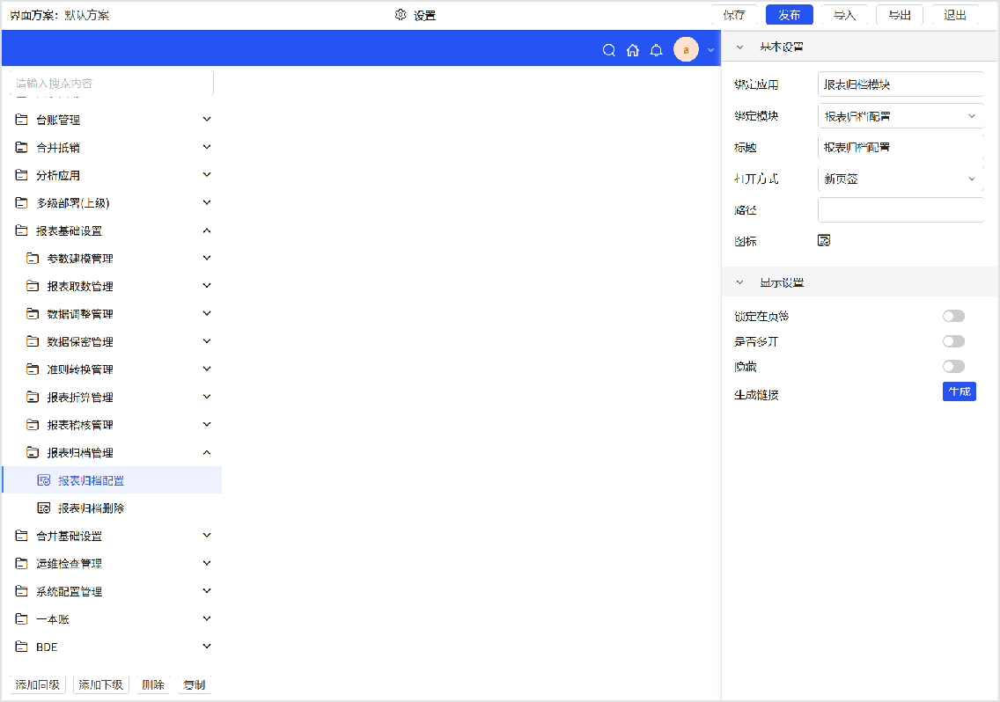 界面方案：默认方案
设置
保存
发布
导入
导出
退出
a
请输入搜索内容
台账管理
合并抵销
分析应用
多级部署(上级)
报表基础设置
参数建模管理
报表取数管理
数据调整管理
数据保密管理
准则转换管理
报表折算管理
报表稽核管理
报表归档管理
报表归档配置
报表归档删除
合并基础设置
运维检查管理
系统配置管理
一本账
BDE
添加同级
添加下级
删除
复制
基本设置
绑定应用
报表归档模块
绑定模块
报表归档配置
标题
报表归档配置
打开方式
新页签
路径
图标
显示设置
锁定在页签
是否多开
隐藏
生成链接
生成